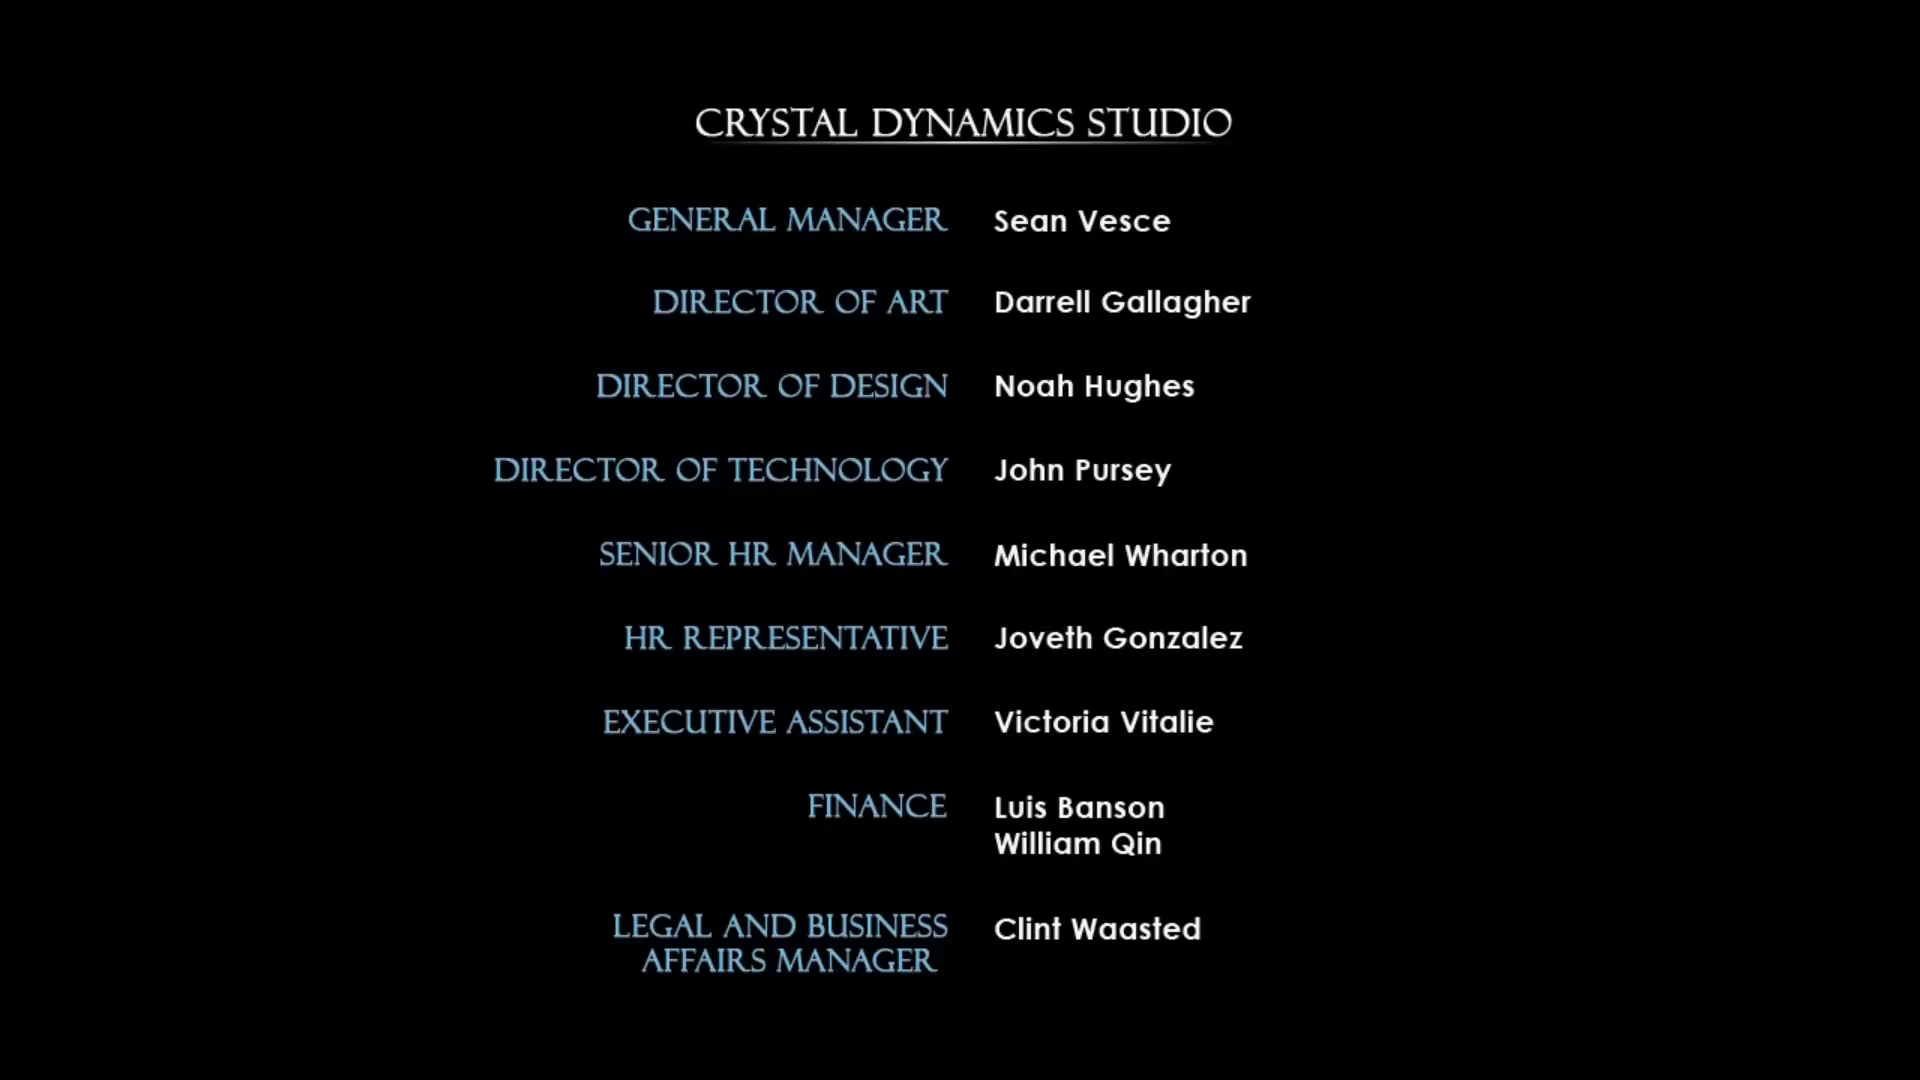 CRYSTAL DYNAMICS STUDIO
GENERAL MANAGER Sean Vesce
DIRECTOR OF ART Darrell Gallagher
DIRECTOR OF DESIGN Noah Hughes
DIRECTOR OF TECHNOLOGY John Pursey
SENIOR HR MANAGER Michael Wharton
HR REPRESENTATIVE Joveth Gonzalez
EXECUTIVE ASSISTANT Victoria Vitalie
FINANCE Luis Banson
William Qin
LEGAL AND BUSINESS Clint Waasted
AFFAIRS MANAGER